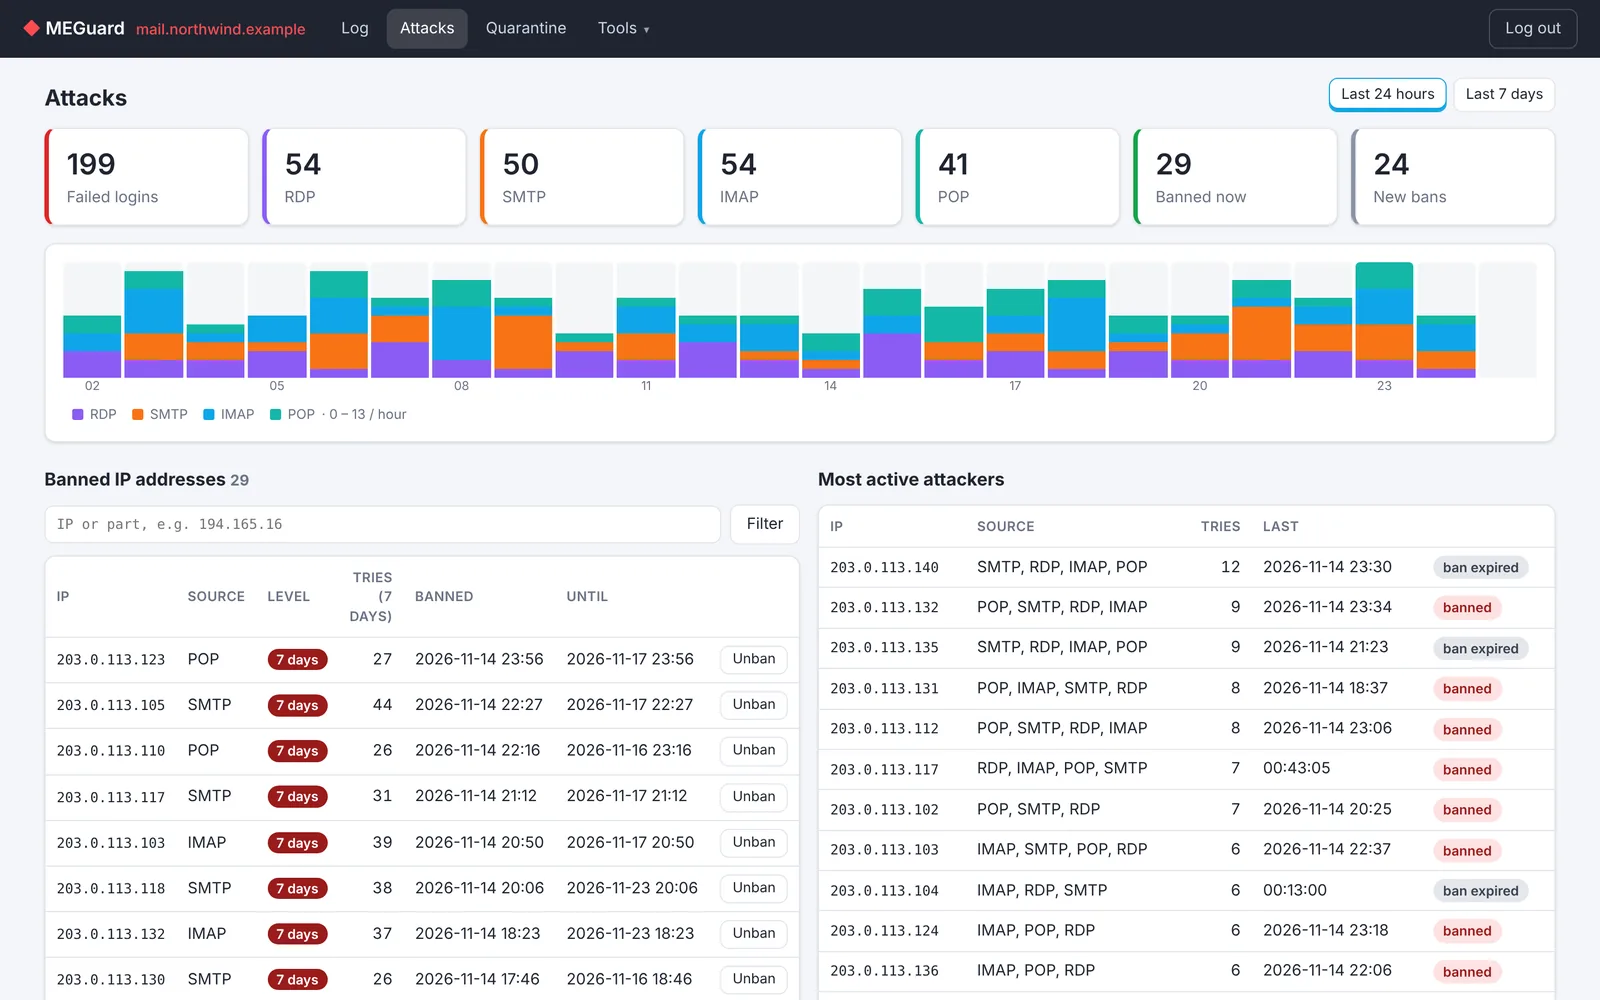 MEGuard mail.northwind.example Log Attacks Quarantine Tools ▾ Log out
Attacks
Last 24 hours Last 7 days
199 54 50 54 41 29 24
Failed logins RDP SMTP IMAP POP Banned now New bans
02 05 08 11 14 17 20 23
RDP SMTP IMAP POP · 0 – 13 / hour
Banned IP addresses 29
IP or part, e.g. 194.165.16 Filter
IP SOURCE LEVEL TRIES (7 DAYS) BANNED UNTIL
203.0.113.123 POP 7 days 27 2026-11-14 23:56 2026-11-17 23:56 Unban
203.0.113.105 SMTP 7 days 44 2026-11-14 22:27 2026-11-17 22:27 Unban
203.0.113.110 POP 7 days 26 2026-11-14 22:16 2026-11-16 23:16 Unban
203.0.113.117 SMTP 7 days 31 2026-11-14 21:12 2026-11-17 21:12 Unban
203.0.113.103 IMAP 7 days 39 2026-11-14 20:50 2026-11-17 20:50 Unban
203.0.113.118 SMTP 7 days 38 2026-11-14 20:06 2026-11-23 20:06 Unban
203.0.113.132 IMAP 7 days 37 2026-11-14 18:23 2026-11-23 18:23 Unban
203.0.113.130 SMTP 7 days 26 2026-11-14 17:46 2026-11-16 18:46 Unban
Most active attackers
IP SOURCE TRIES LAST
203.0.113.140 SMTP, RDP, IMAP, POP 12 2026-11-14 23:30 ban expired
203.0.113.132 POP, SMTP, RDP, IMAP 9 2026-11-14 23:34 banned
203.0.113.135 SMTP, RDP, IMAP, POP 9 2026-11-14 21:23 ban expired
203.0.113.131 POP, IMAP, SMTP, RDP 8 2026-11-14 18:37 banned
203.0.113.112 POP, SMTP, RDP, IMAP 8 2026-11-14 23:06 banned
203.0.113.117 RDP, IMAP, POP, SMTP 7 00:43:05 banned
203.0.113.102 POP, SMTP, RDP 7 2026-11-14 20:25 banned
203.0.113.103 IMAP, SMTP, POP, RDP 6 2026-11-14 22:37 banned
203.0.113.104 IMAP, RDP, SMTP 6 00:13:00 ban expired
203.0.113.124 IMAP, POP, RDP 6 2026-11-14 23:18 banned
203.0.113.136 IMAP, POP, RDP 6 2026-11-14 22:06 banned